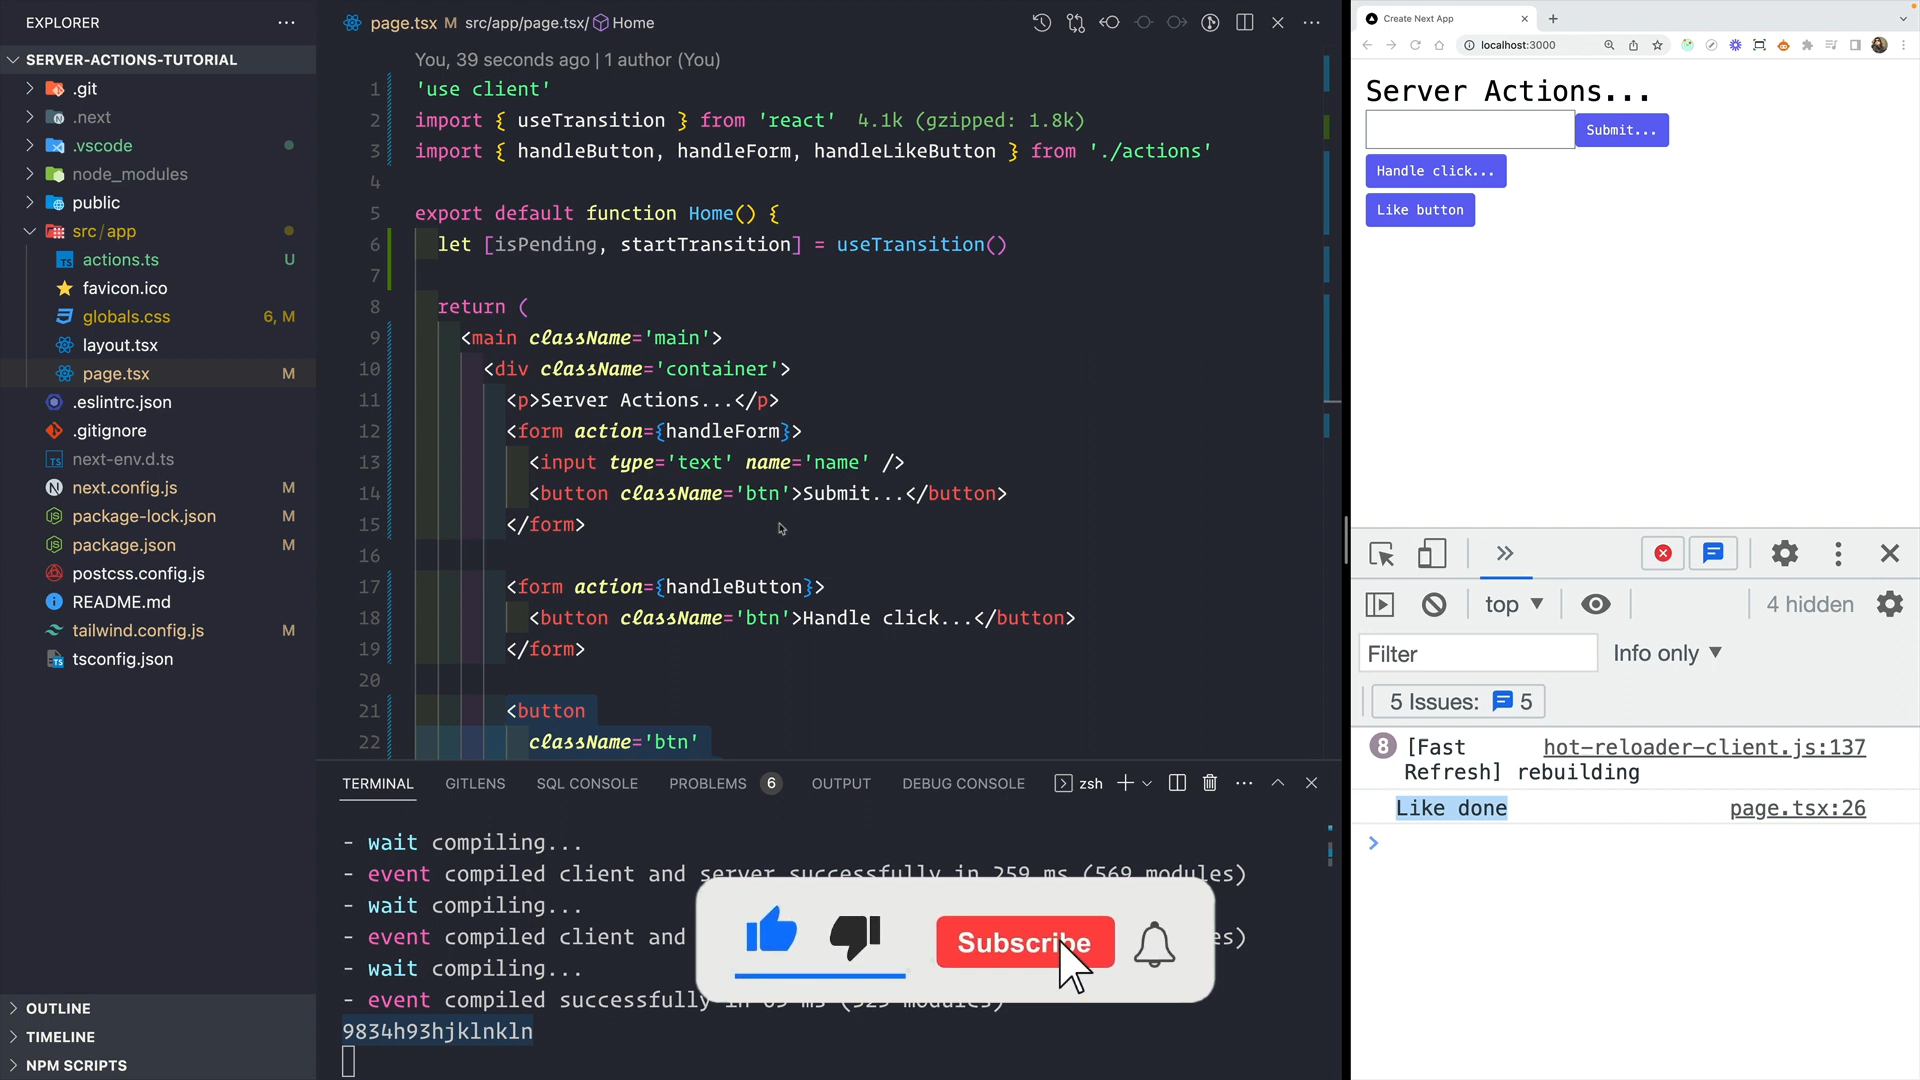 EXPLORER
SERVER-ACTIONS-TUTORIAL
.git
.next
.vscode
node_modules
public
src/app
actions.ts U
favicon.ico
globals.css 6, M
layout.tsx
page.tsx M
.eslintrc.json
.gitignore
next-env.d.ts
next.config.js M
package-lock.json M
package.json M
postcss.config.js
README.md
tailwind.config.js M
tsconfig.json
OUTLINE
TIMELINE
NPM SCRIPTS
page.tsx M src/app/page.tsx/ Home
You, 39 seconds ago | 1 author (You)
1 'use client'
2 import { useTransition } from 'react' 4.1k (gzipped: 1.8k)
3 import { handleButton, handleForm, handleLikeButton } from './actions'
4
5 export default function Home() {
6 let [isPending, startTransition] = useTransition()
7
8 return (
9 <main className='main'>
10 <div className='container'>
11 <p>Server Actions...</p>
12 <form action={handleForm}>
13 <input type='text' name='name' />
14 <button className='btn'>Submit...</button>
15 </form>
16
17 <form action={handleButton}>
18 <button className='btn'>Handle click...</button>
19 </form>
20
21 <button
22 className='btn'
TERMINAL GITLENS SQL CONSOLE PROBLEMS 6 OUTPUT DEBUG CONSOLE zsh
- wait compiling...
- event compiled client and server successfully in 259 ms (569 modules)
- wait compiling...
- event compiled client and es)
- wait compiling...
- event compiled successfully in
9834h93hjklnkln
Subscribe
Create Next App
localhost:3000
Server Actions...
Submit...
Handle click...
Like button
top 4 hidden
Filter Info only
5 Issues: 5
8 [Fast hot-reloader-client.js:137
Refresh] rebuilding
Like done page.tsx:26